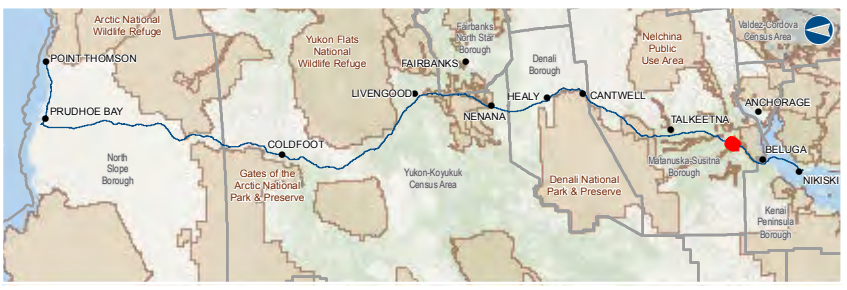 Arctic National
Wildlife Refuge
POINT THOMSON
PRUDHOE BAY
North
Slope
Borough
Yukon Flats
National
Wildlife Refuge
COLDFOOT
Gates of the
Arctic National
Park & Preserve
LIVENGOOD
FAIRBANKS
Fairbanks
North Star
Borough
Yukon-Koyukuk
Census Area
NENANA
Denali
Borough
HEALY
CANTWELL
Denali National
Park & Preserve
Nelchina
Public
Use Area
TALKEETNA
Matanuska-Susitna
Borough
Valdez-Cordova
Census Area
ANCHORAGE
BELUGA
NIKISKI
Kenai
Peninsula
Borough